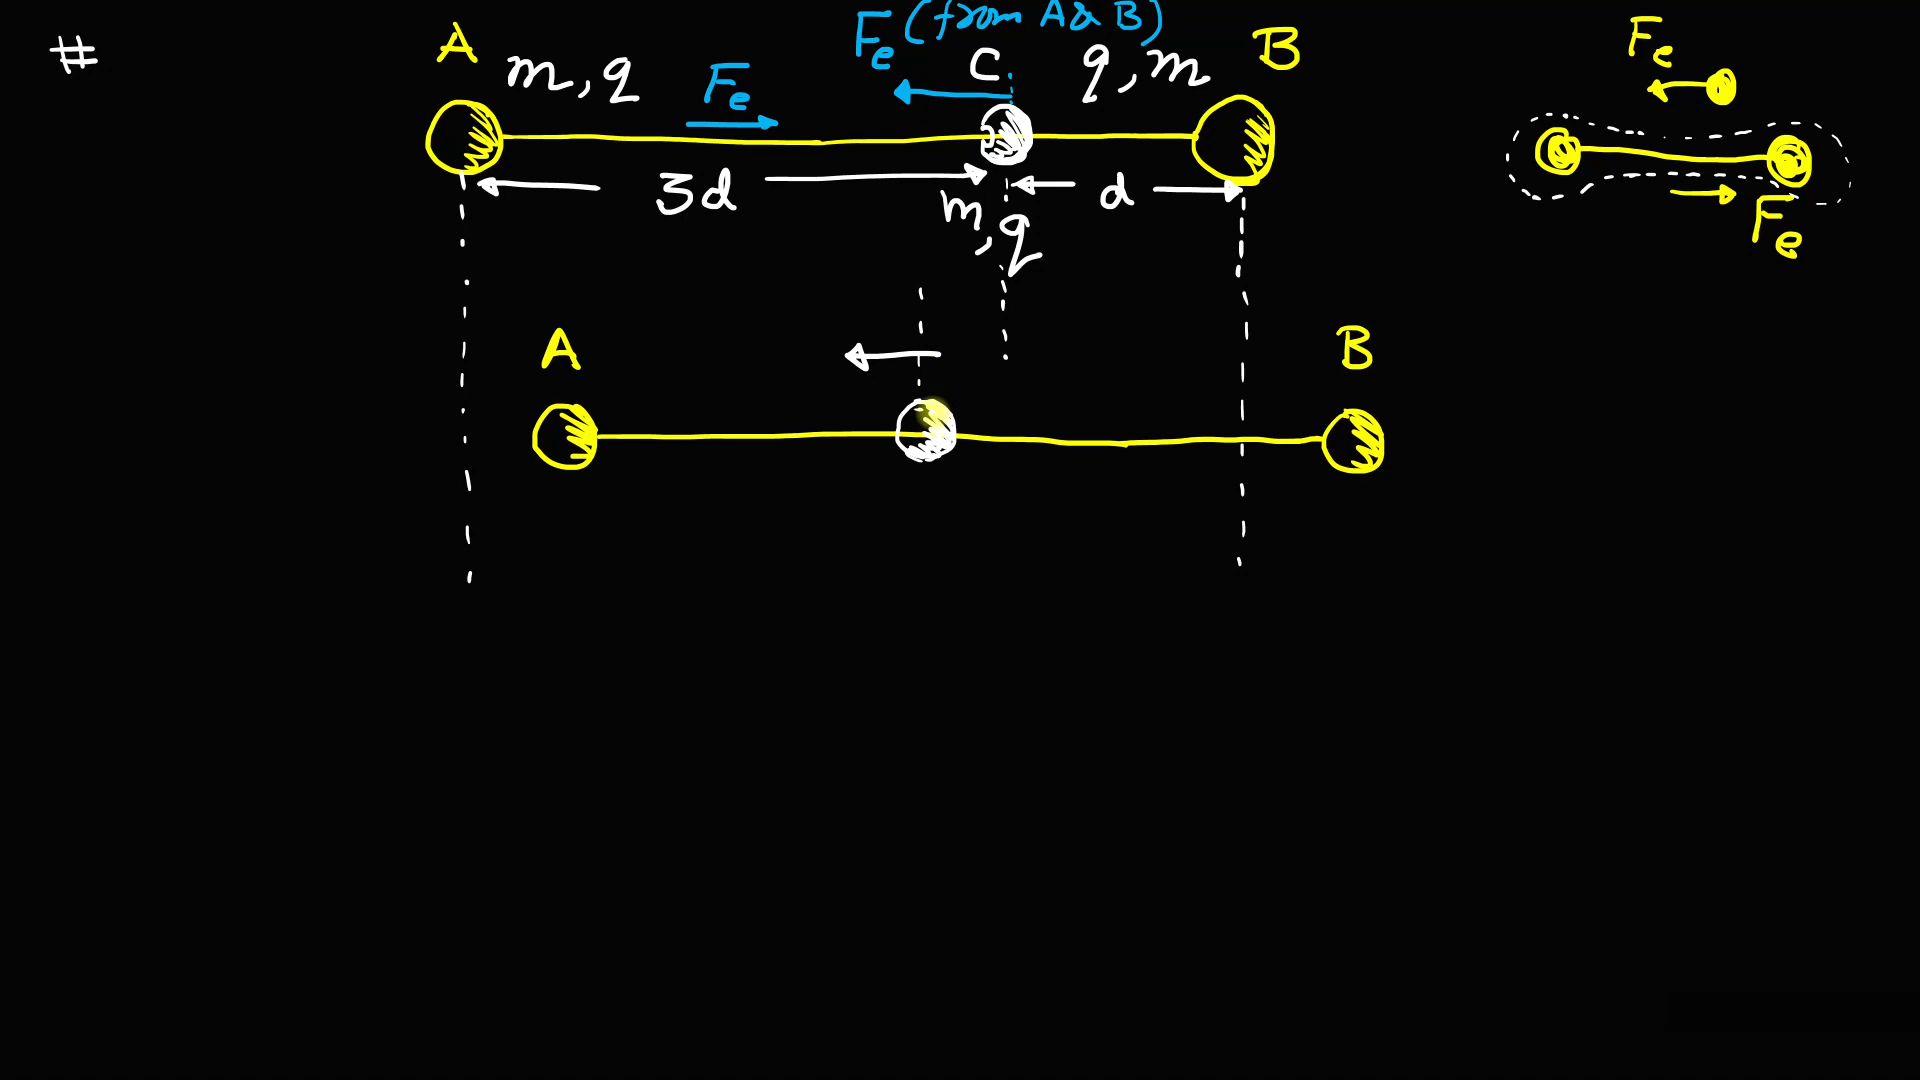 #
A
m, q
Fe
Fe (from A & B)
C
q, m
B
3d
d
m, q
Fe
Fe
A
B